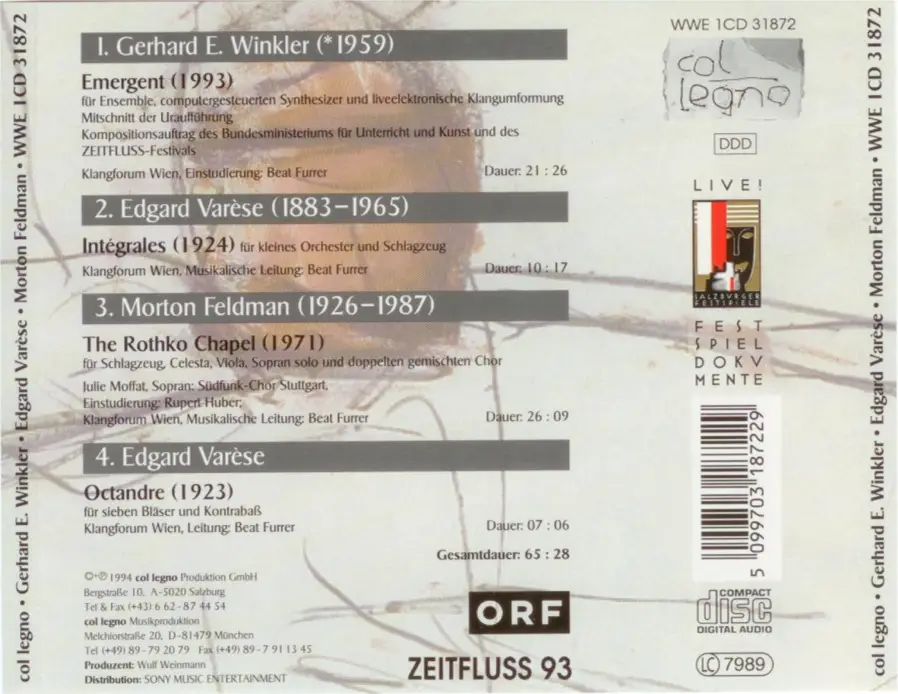 col legno • Gerhard E. Winkler • Edgard Varèse • Morton Feldman • WWE 1CD 31872
1. Gerhard E. Winkler (*1959)
Emergent (1993)
für Ensemble, computergesteuerten Synthesizer und liveelektronische Klangumformung
Mitschnitt der Uraufführung
Kompositionsauftrag des Bundesministeriums für Unterricht und Kunst und des
ZEITFLUSS-Festivals
Klangforum Wien, Einstudierung: Beat Furrer Dauer: 21 : 26
2. Edgard Varèse (1883–1965)
Intégrales (1924) für kleines Orchester und Schlagzeug
Klangforum Wien, Musikalische Leitung: Beat Furrer Dauer: 10 : 17
3. Morton Feldman (1926–1987)
The Rothko Chapel (1971)
für Schlagzeug, Celesta, Viola, Sopran solo und doppelten gemischten Chor
Julie Moffat, Sopran; Südfunk-Chor Stuttgart,
Einstudierung: Rupert Huber;
Klangforum Wien, Musikalische Leitung: Beat Furrer Dauer: 26 : 09
4. Edgard Varèse
Octandre (1923)
für sieben Bläser und Kontrabaß
Klangforum Wien, Leitung: Beat Furrer Dauer: 07 : 06
Gesamtdauer: 65 : 28
©+℗ 1994 col legno Produktion GmbH
Bergstraße 10, A-5020 Salzburg
Tel & Fax (+43) 6 62 - 87 44 54
col legno Musikproduktion
Melchiorstraße 20, D-81479 München
Tel (+49) 89 - 79 20 79 Fax (+49) 89 - 7 91 13 45
Produzent: Wulf Weinmann
Distribution: SONY MUSIC ENTERTAINMENT
ORF
ZEITFLUSS 93
WWE 1CD 31872
col
legno
DDD
LIVE!
SALZBURGER
FESTSPIELE
FEST
SPIEL
DOKU
MENTE
5 099703 187229
COMPACT
disc
DIGITAL AUDIO
LC 7989
col legno • Gerhard E. Winkler • Edgard Varèse • Morton Feldman • WWE 1CD 31872